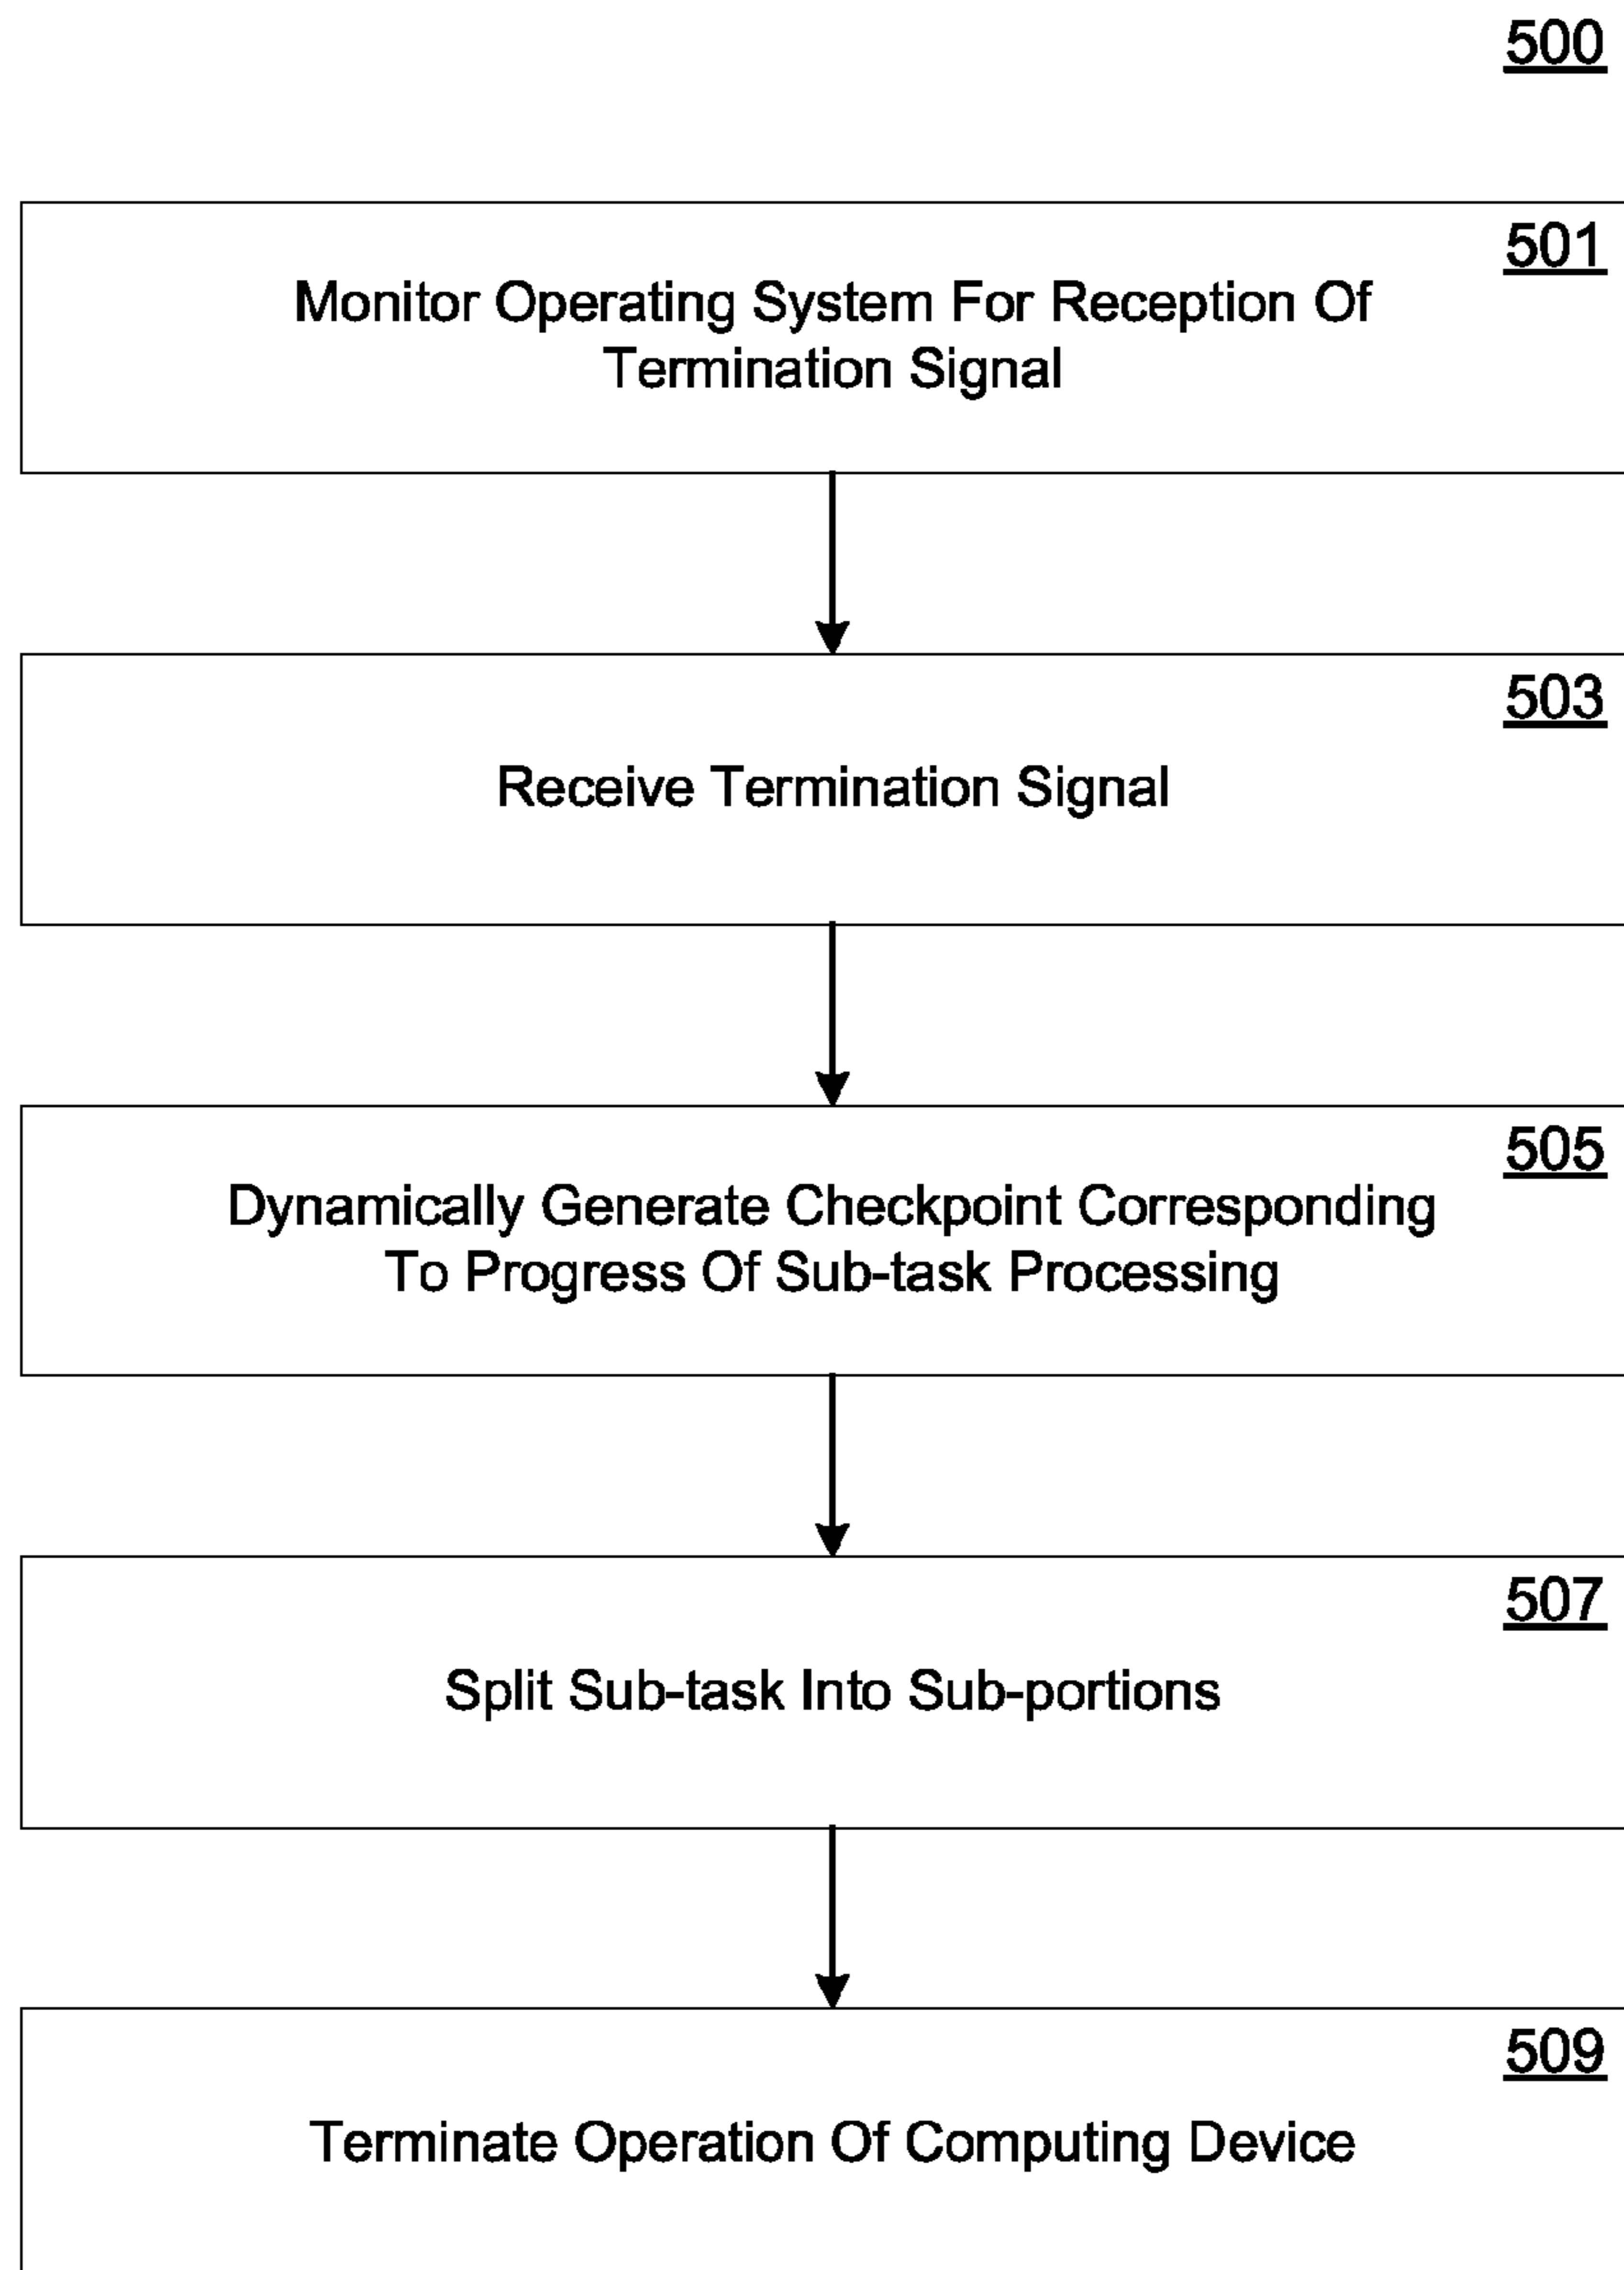 500
501
Monitor Operating System For Reception Of
Termination Signal
503
Receive Termination Signal
505
Dynamically Generate Checkpoint Corresponding
To Progress Of Sub-task Processing
507
Split Sub-task Into Sub-portions
509
Terminate Operation Of Computing Device